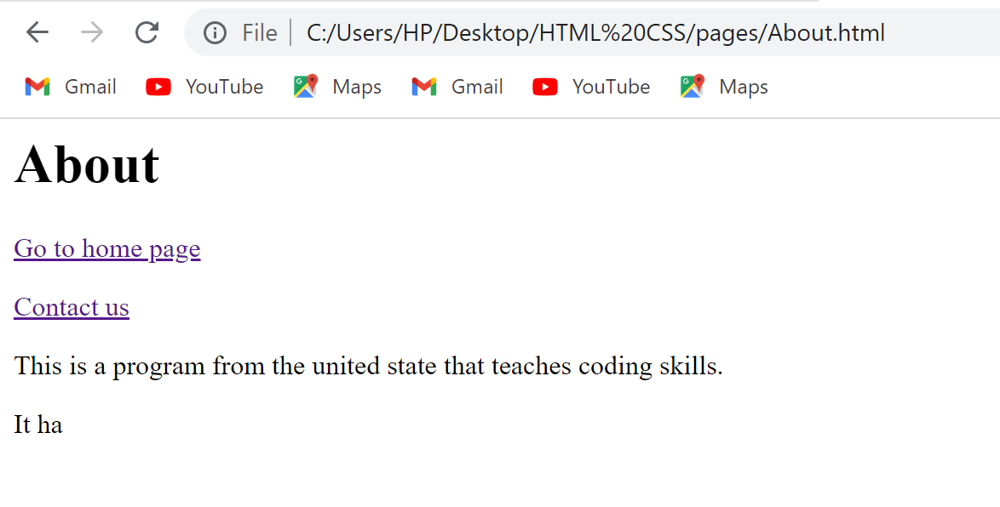 File C:/Users/HP/Desktop/HTML%20CSS/pages/About.html
Gmail YouTube Maps Gmail YouTube Maps
About
Go to home page
Contact us
This is a program from the united state that teaches coding skills.
It ha